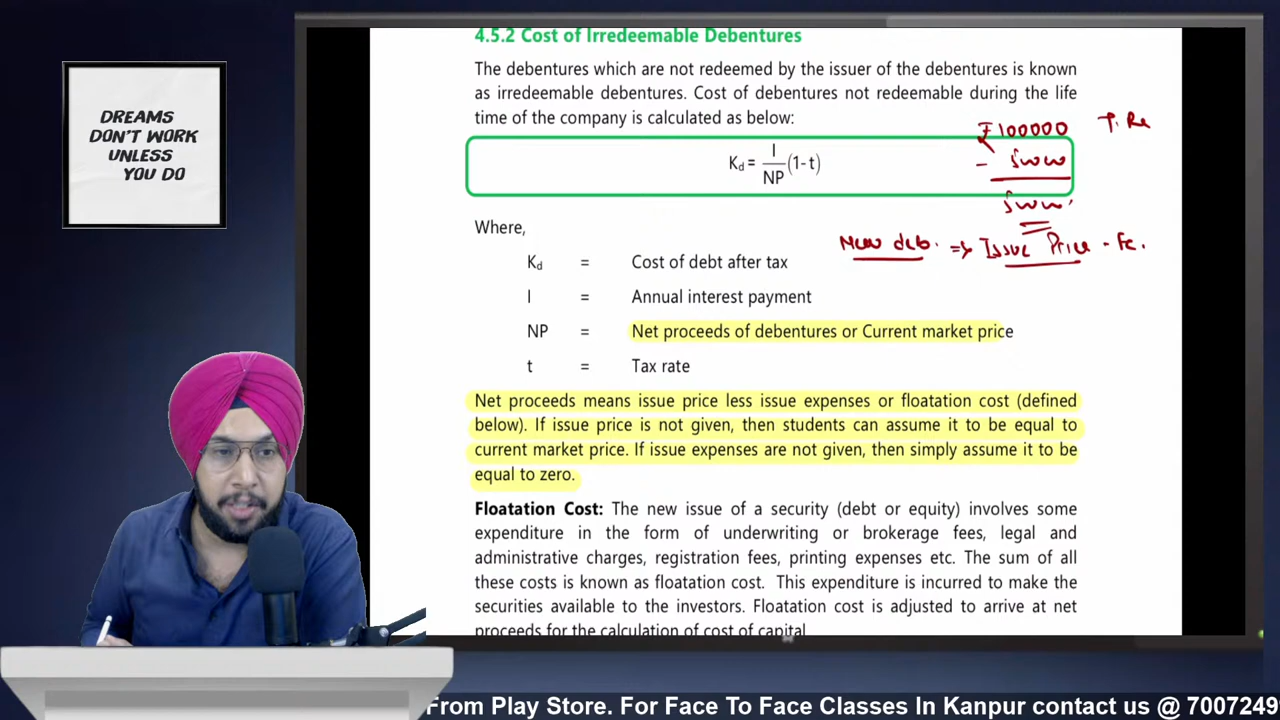 DREAMS
DON'T WORK
UNLESS
YOU DO
4.5.2 Cost of Irredeemable Debentures
The debentures which are not redeemed by the issuer of the debentures is known
as irredeemable debentures. Cost of debentures not redeemable during the life
time of the company is calculated as below:
₹100000
Kd = I/NP (1-t)
Where,
New deb. => Issue Price - Fc.
Kd = Cost of debt after tax
I = Annual interest payment
NP = Net proceeds of debentures or Current market price
t = Tax rate
Net proceeds means issue price less issue expenses or floatation cost (defined
below). If issue price is not given, then students can assume it to be equal to
current market price. If issue expenses are not given, then simply assume it to be
equal to zero.
Floatation Cost: The new issue of a security (debt or equity) involves some
expenditure in the form of underwriting or brokerage fees, legal and
administrative charges, registration fees, printing expenses etc. The sum of all
these costs is known as floatation cost. This expenditure is incurred to make the
securities available to the investors. Floatation cost is adjusted to arrive at net
proceeds for the calculation of cost of capital
From Play Store. For Face To Face Classes In Kanpur contact us @ 7007249